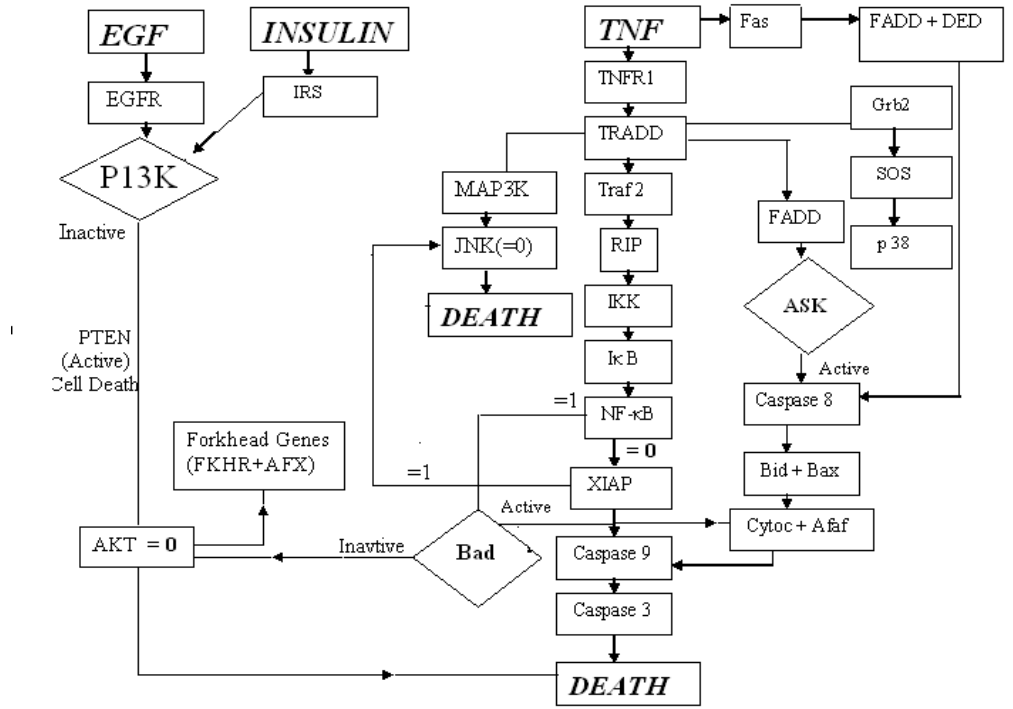 EGF
INSULIN
TNF
Fas
FADD + DED
EGFR
IRS
TNFR1
Grb2
P13K
TRADD
MAP3K
Traf 2
SOS
Inactive
FADD
JNK(=0)
RIP
p 38
DEATH
IKK
ASK
PTEN
(Active)
Cell Death
IκB
Active
=1
NF-κB
Caspase 8
= 0
Forkhead Genes
(FKHR+AFX)
=1
XIAP
Bid + Bax
Active
Cytoc + Afaf
AKT = 0
Inavtive
Bad
Caspase 9
Caspase 3
DEATH